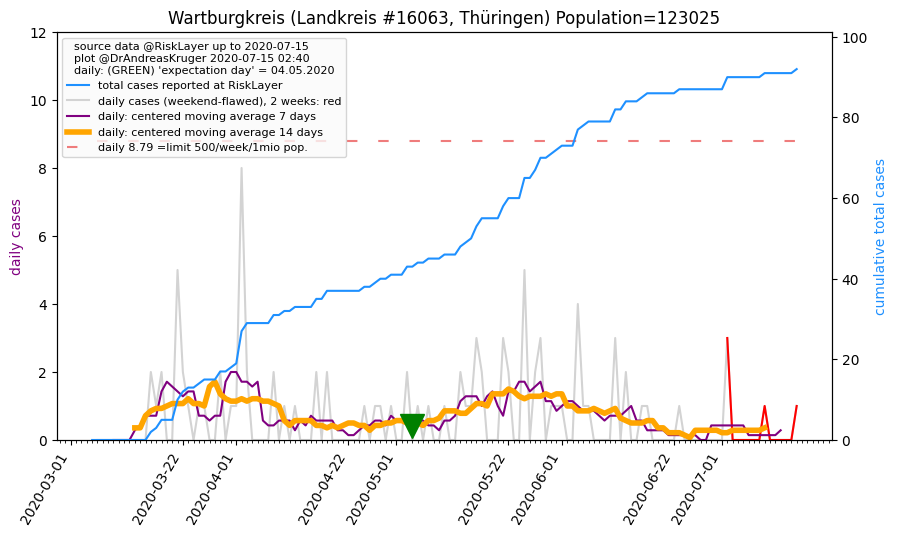 Wartburgkreis (Landkreis #16063, Thüringen) Population=123025
source data @RiskLayer up to 2020-07-15
plot @DrAndreasKruger 2020-07-15 02:40
daily: (GREEN) 'expectation day' = 04.05.2020
total cases reported at RiskLayer
daily cases (weekend-flawed), 2 weeks: red
daily: centered moving average 7 days
daily: centered moving average 14 days
daily 8.79 =limit 500/week/1mio pop.
daily cases
12
10
8
6
4
2
0
cumulative total cases
100
80
60
40
20
0
2020-03-01
2020-03-22
2020-04-01
2020-04-22
2020-05-01
2020-05-22
2020-06-01
2020-06-22
2020-07-01